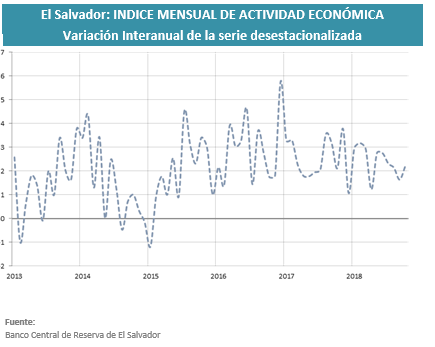 El Salvador: INDICE MENSUAL DE ACTIVIDAD ECONÓMICA
Variación Interanual de la serie desestacionalizada
7
6
5
4
3
2
1
0
-1
-2
2013 2014 2015 2016 2017 2018
Fuente:
Banco Central de Reserva de El Salvador